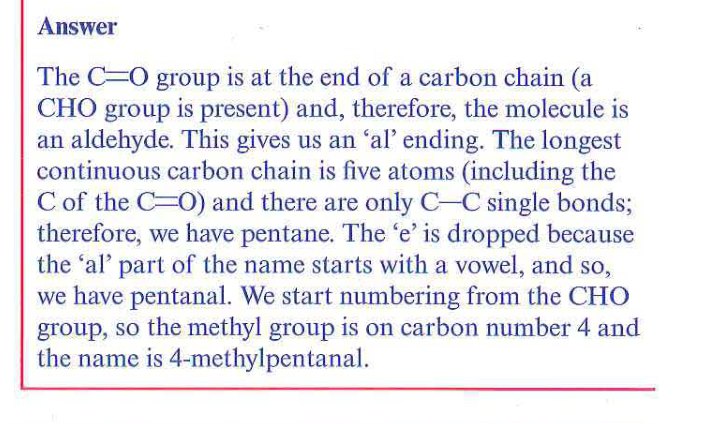 Answer
The C=O group is at the end of a carbon chain (a
CHO group is present) and, therefore, the molecule is
an aldehyde. This gives us an ‘al’ ending. The longest
continuous carbon chain is five atoms (including the
C of the C=O) and there are only C—C single bonds;
therefore, we have pentane. The ‘e’ is dropped because
the ‘al’ part of the name starts with a vowel, and so,
we have pentanal. We start numbering from the CHO
group, so the methyl group is on carbon number 4 and
the name is 4-methylpentanal.